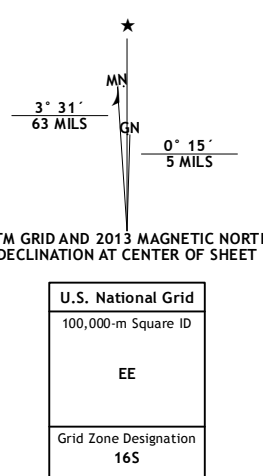 MN
3° 31´
63 MILS
GN
0° 15´
5 MILS
TM GRID AND 2013 MAGNETIC NORTH
DECLINATION AT CENTER OF SHEET
U.S. National Grid
100,000-m Square ID
EE
Grid Zone Designation
16S